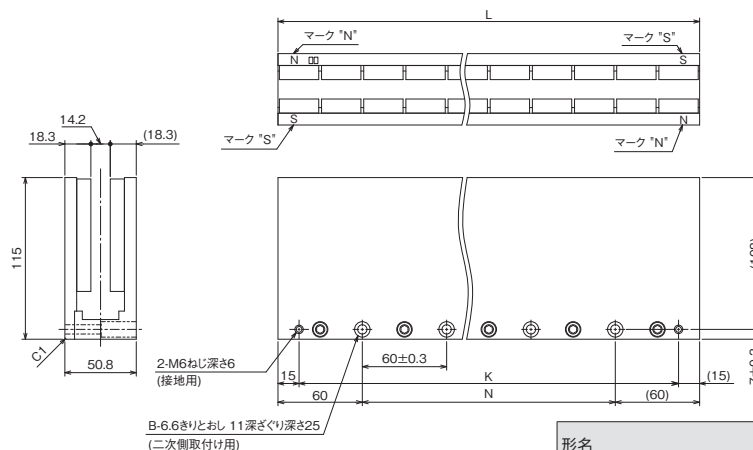 L
マーク "N"
マーク "S"
N
S
S
N
マーク "S"
マーク "N"
14.2
18.3
(18.3)
115
C1
50.8
2-M6ねじ深さ6
(接地用)
60±0.3
15
K
(15)
60
N
(60)
B-6.6きりとおし 11深ざぐり深さ25
(二次側取付け用)
形名